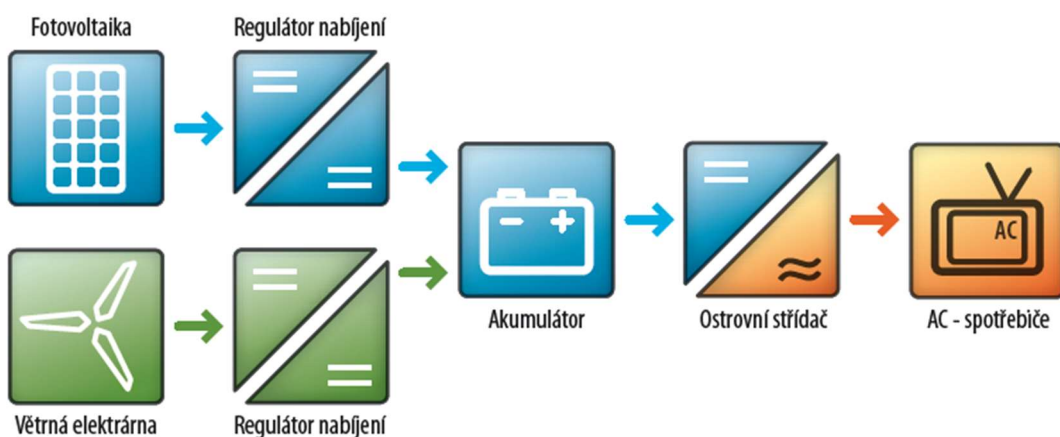 Fotovoltaika
Regulátor nabíjení
Akumulátor
Ostrovní střídač
AC
AC - spotřebiče
Větrná elektrárna
Regulátor nabíjení